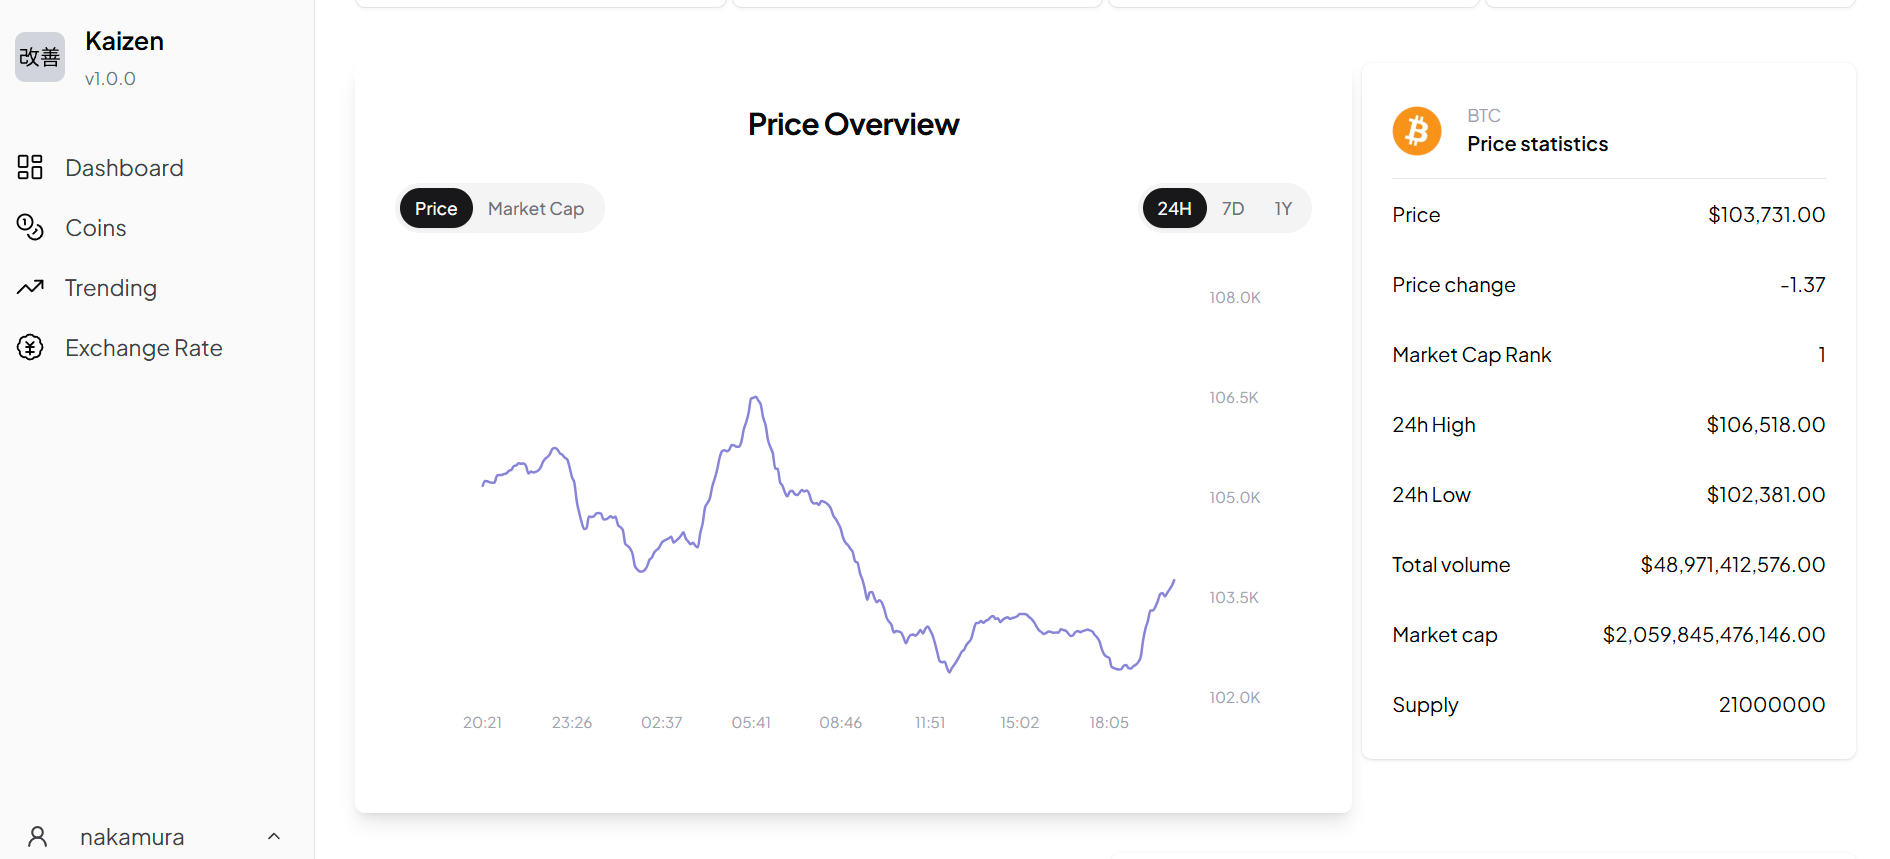 改善
Kaizen
v1.0.0
Dashboard
Coins
Trending
Exchange Rate
nakamura
Price Overview
Price Market Cap
24H 7D 1Y
108.0K
106.5K
105.0K
103.5K
102.0K
20:21 23:26 02:37 05:41 08:46 11:51 15:02 18:05
BTC
Price statistics
Price $103,731.00
Price change -1.37
Market Cap Rank 1
24h High $106,518.00
24h Low $102,381.00
Total volume $48,971,412,576.00
Market cap $2,059,845,476,146.00
Supply 21000000